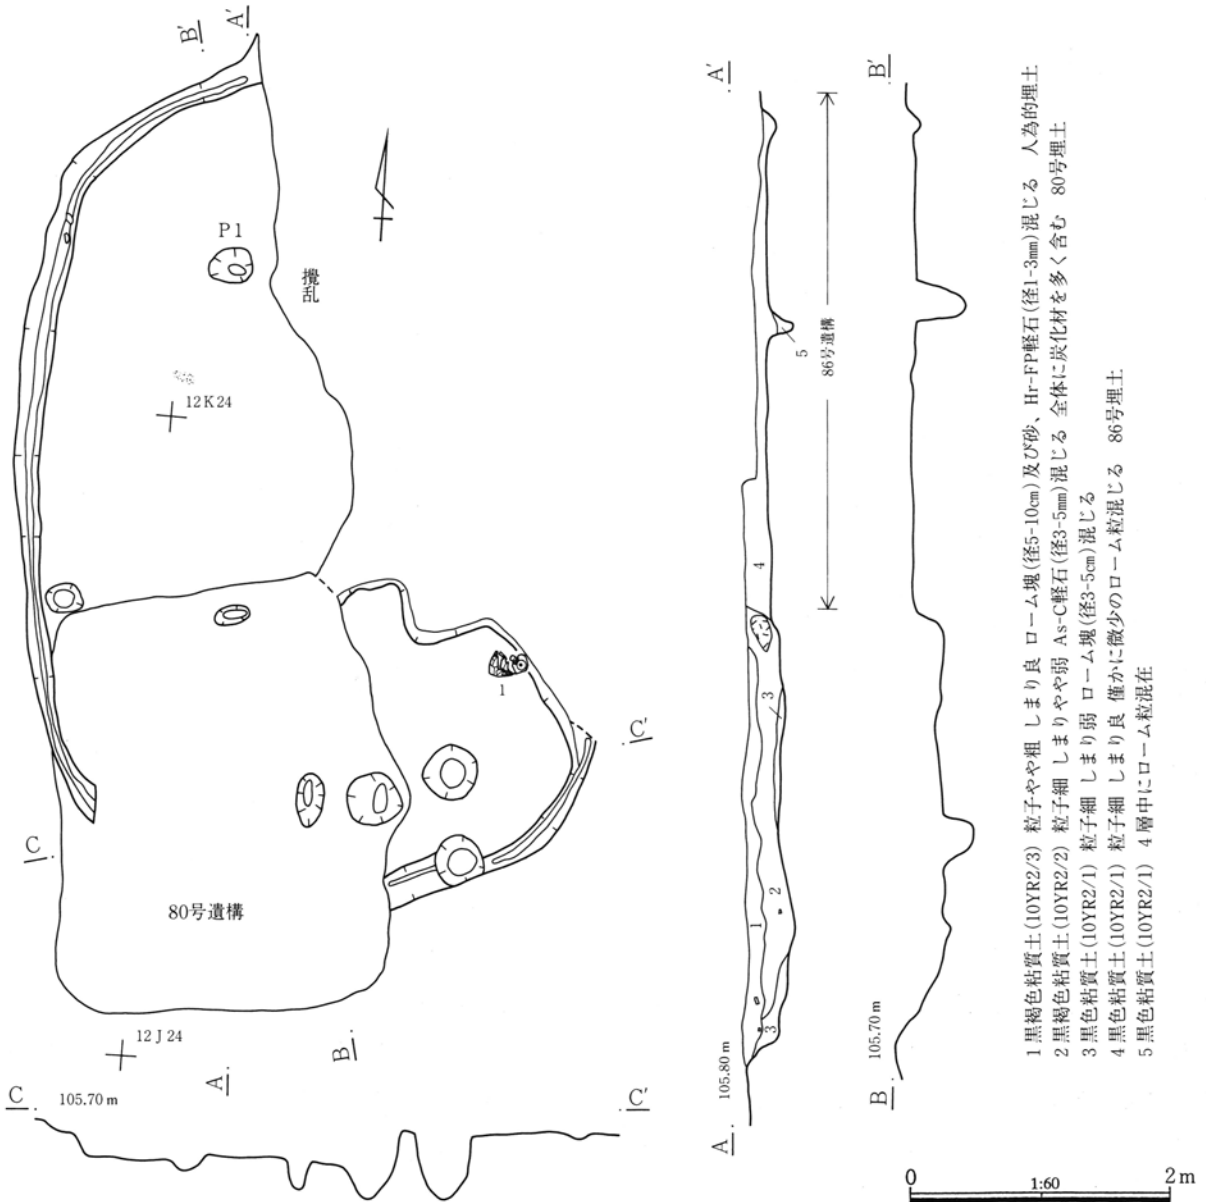 B'
A'
P1
攪乱
12K24
1
C'
C
80号遺構
12J24
B
A
C
105.70m
C'
A'
B'
86号遺構
5
4
3
2
1
3
105.80m
A
105.70m
B
1 黒褐色粘質土(10YR2/3) 粒子やや粗 しまり良 ローム塊(径5-10cm)及び砂、Hr-FP軽石(径1-3mm)混じる 人為的埋土
2 黒褐色粘質土(10YR2/2) 粒子細 しまりやや弱 As-C軽石(径3-5mm)混じる 全体に炭化材を多く含む 80号埋土
3 黒色粘質土(10YR2/1) 粒子細 しまり弱 ローム塊(径3-5cm)混じる
4 黒色粘質土(10YR2/1) 粒子細 しまり良 僅かに微少のローム粒混じる 86号埋土
5 黒色粘質土(10YR2/1) 4層中にローム粒混在
0
1:60
2m